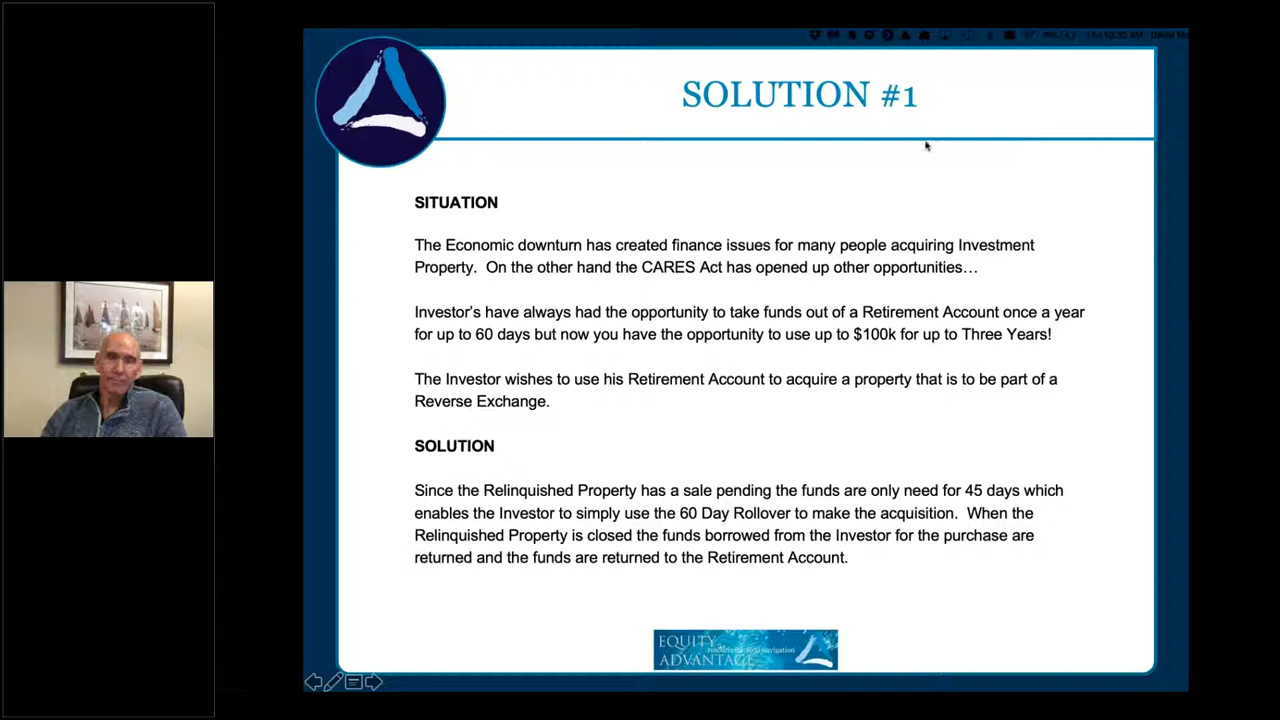 SOLUTION #1
SITUATION
The Economic downturn has created finance issues for many people acquiring Investment
Property. On the other hand the CARES Act has opened up other opportunities…
Investor's have always had the opportunity to take funds out of a Retirement Account once a year
for up to 60 days but now you have the opportunity to use up to $100k for up to Three Years!
The Investor wishes to use his Retirement Account to acquire a property that is to be part of a
Reverse Exchange.
SOLUTION
Since the Relinquished Property has a sale pending the funds are only need for 45 days which
enables the Investor to simply use the 60 Day Rollover to make the acquisition. When the
Relinquished Property is closed the funds borrowed from the Investor for the purchase are
returned and the funds are returned to the Retirement Account.
EQUITY
ADVANTAGE
navigation